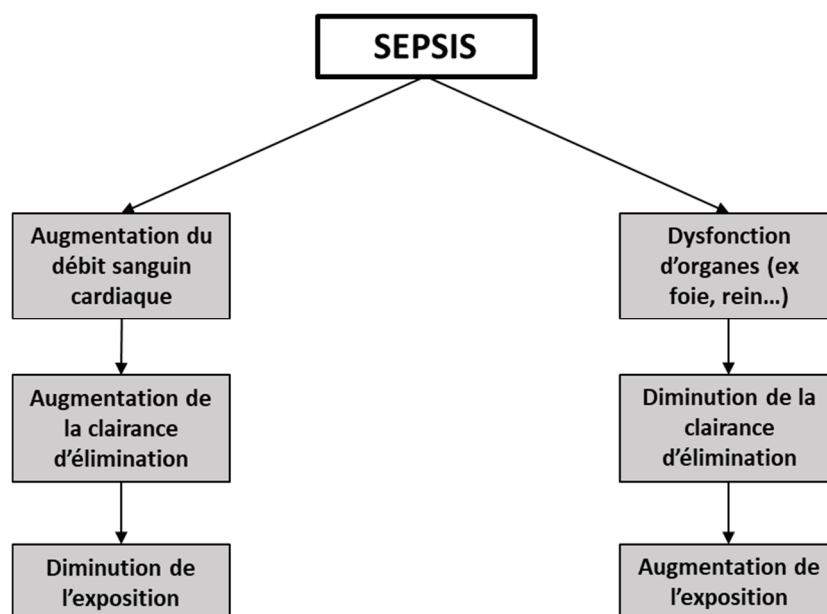 SEPSIS
Augmentation du
débit sanguin
cardiaque
Augmentation de
la clairance
d'élimination
Diminution de
l'exposition
Dysfonction
d'organes (ex
foie, rein...)
Diminution de la
clairance
d'élimination
Augmentation de
l'exposition